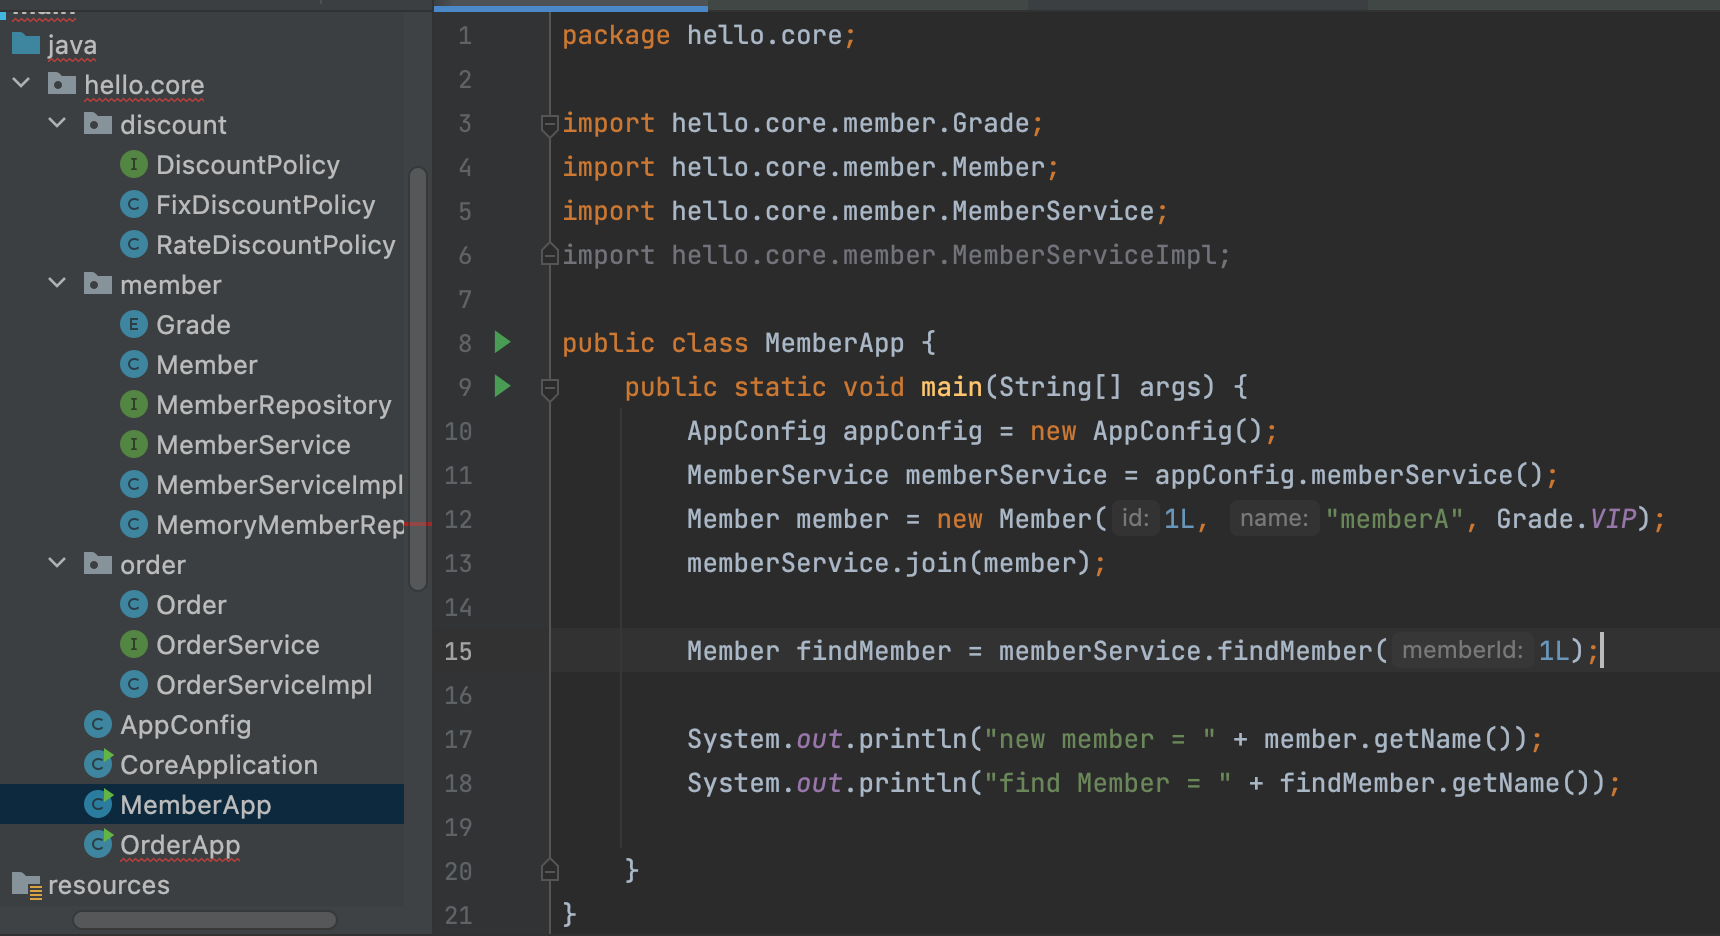 java
hello.core
discount
DiscountPolicy
FixDiscountPolicy
RateDiscountPolicy
member
Grade
Member
MemberRepository
MemberService
MemberServiceImpl
MemoryMemberRep
order
Order
OrderService
OrderServiceImpl
AppConfig
CoreApplication
MemberApp
OrderApp
resources
1 package hello.core;
2
3 import hello.core.member.Grade;
4 import hello.core.member.Member;
5 import hello.core.member.MemberService;
6 import hello.core.member.MemberServiceImpl;
7
8 public class MemberApp {
9 public static void main(String[] args) {
10 AppConfig appConfig = new AppConfig();
11 MemberService memberService = appConfig.memberService();
12 Member member = new Member( id: 1L, name: "memberA", Grade.VIP);
13 memberService.join(member);
14
15 Member findMember = memberService.findMember( memberId: 1L);
16
17 System.out.println("new member = " + member.getName());
18 System.out.println("find Member = " + findMember.getName());
19
20 }
21 }